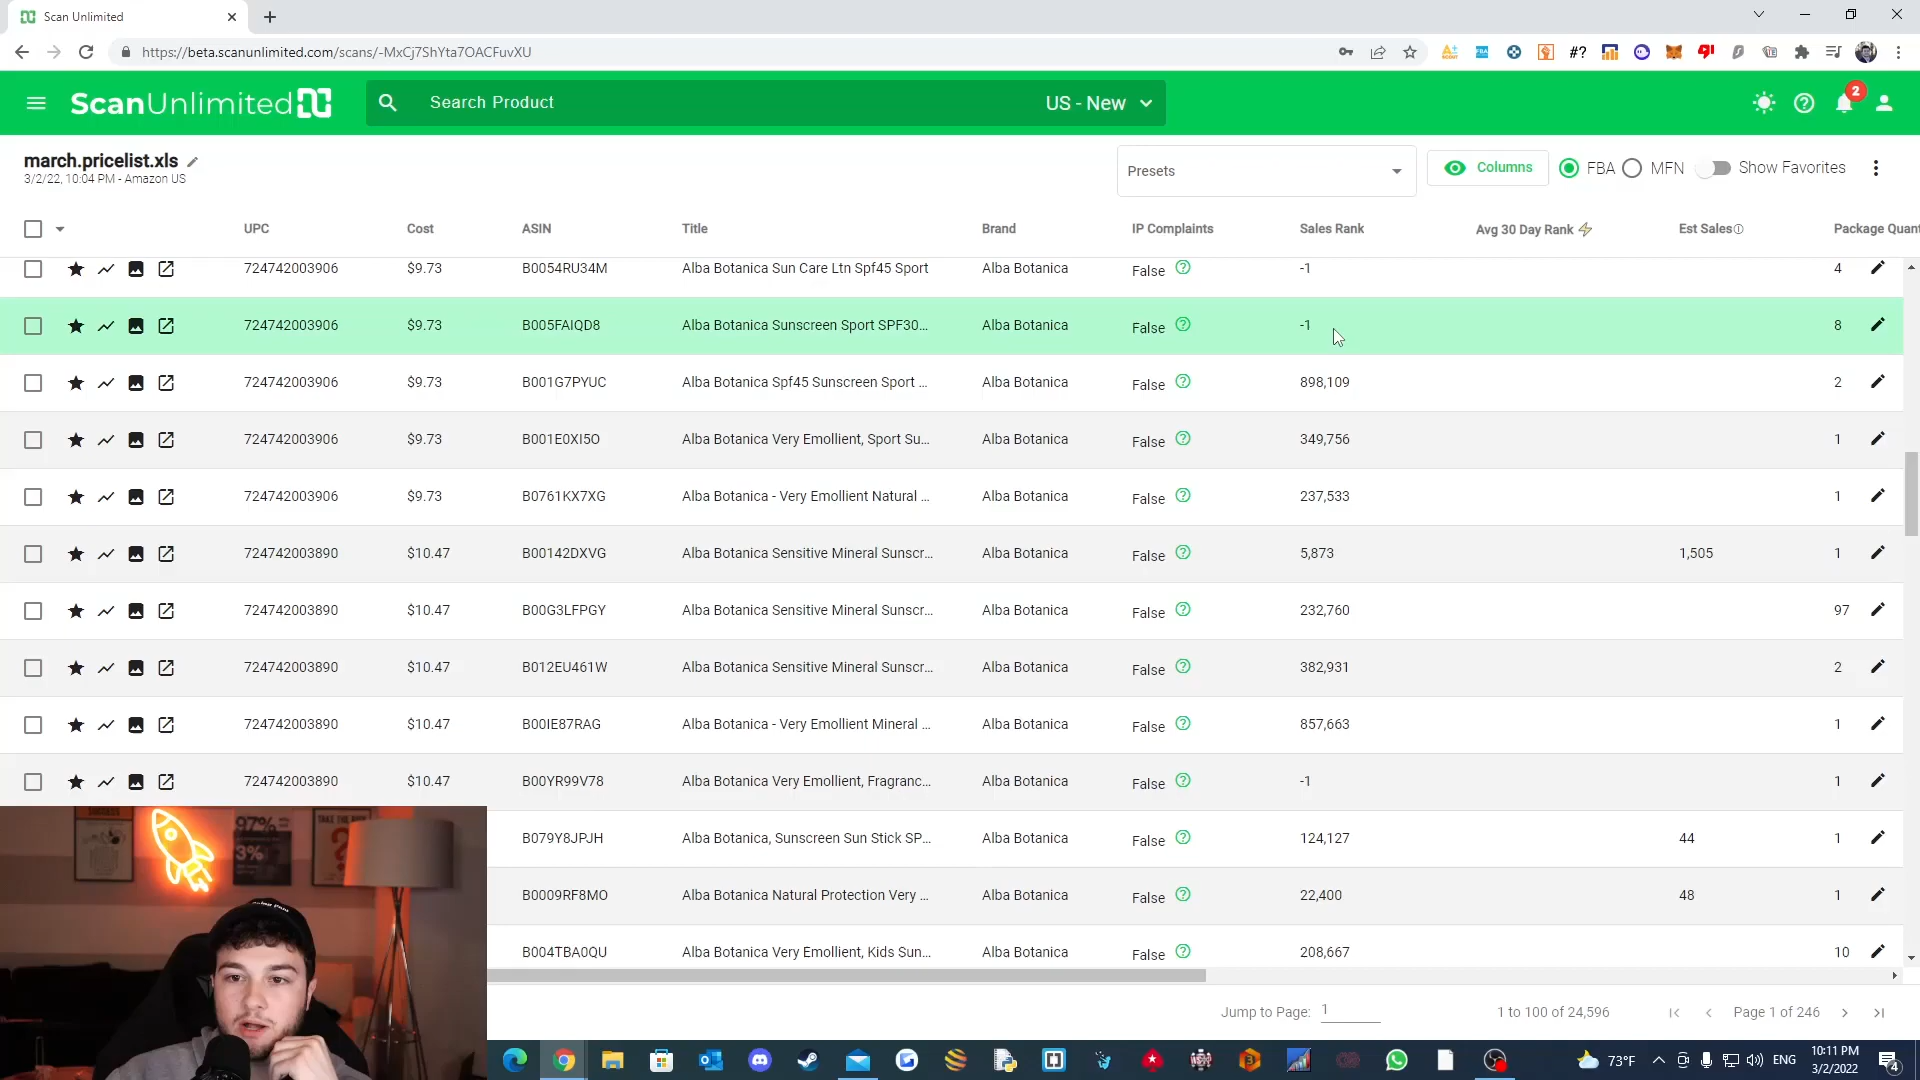 Scan Unlimited
https://beta.scanunlimited.com/scans/-MxCj7ShYta7OACFuvXU
#?
ScanUnlimited
Search Product
US - New
2
march.pricelist.xls
3/2/22, 10:04 PM - Amazon US
Presets
Columns
FBA
MFN
Show Favorites
UPC Cost ASIN Title Brand IP Complaints Sales Rank Avg 30 Day Rank Est Sales Package Quant
724742003906 $9.73 B0054RU34M Alba Botanica Sun Care Ltn Spf45 Sport Alba Botanica False -1 4
724742003906 $9.73 B005FAIQD8 Alba Botanica Sunscreen Sport SPF30... Alba Botanica False -1 8
724742003906 $9.73 B001G7PYUC Alba Botanica Spf45 Sunscreen Sport ... Alba Botanica False 898,109 2
724742003906 $9.73 B001E0XI5O Alba Botanica Very Emollient, Sport Su... Alba Botanica False 349,756 1
724742003906 $9.73 B0761KX7XG Alba Botanica - Very Emollient Natural ... Alba Botanica False 237,533 1
724742003890 $10.47 B00142DXVG Alba Botanica Sensitive Mineral Sunscr... Alba Botanica False 5,873 1,505 1
724742003890 $10.47 B00G3LFPGY Alba Botanica Sensitive Mineral Sunscr... Alba Botanica False 232,760 97
724742003890 $10.47 B012EU461W Alba Botanica Sensitive Mineral Sunscr... Alba Botanica False 382,931 2
724742003890 $10.47 B00IE87RAG Alba Botanica - Very Emollient Mineral ... Alba Botanica False 857,663 1
724742003890 $10.47 B00YR99V78 Alba Botanica Very Emollient, Fragranc... Alba Botanica False -1 1
B079Y8JPJH Alba Botanica, Sunscreen Sun Stick SP... Alba Botanica False 124,127 44 1
B0009RF8MO Alba Botanica Natural Protection Very ... Alba Botanica False 22,400 48 1
B004TBA0QU Alba Botanica Very Emollient, Kids Sun... Alba Botanica False 208,667 10
SUCCESS
97%
3%
TAKE THE
Jump to Page: 1
1 to 100 of 24,596
Page 1 of 246
73°F
ENG
10:11 PM
3/2/2022
4